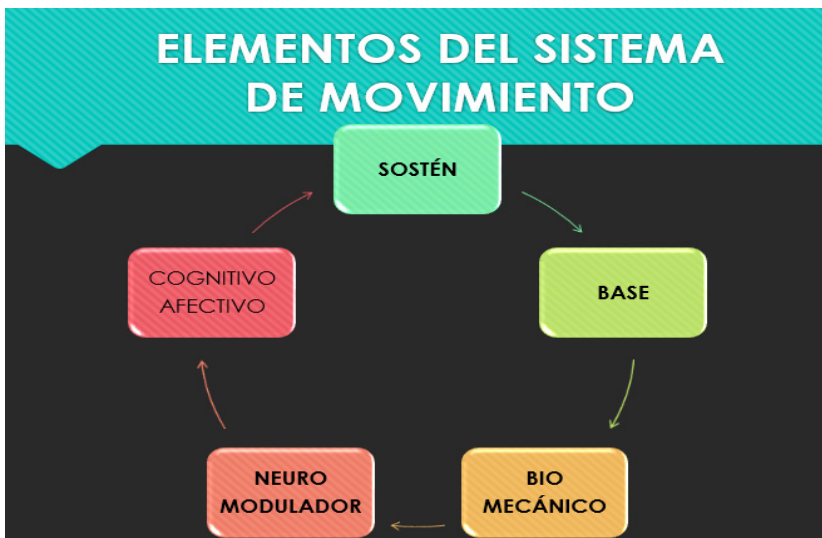 ELEMENTOS DEL SISTEMA
DE MOVIMIENTO
SOSTÉN
BASE
BIO
MECÁNICO
NEURO
MODULADOR
COGNITIVO
AFECTIVO